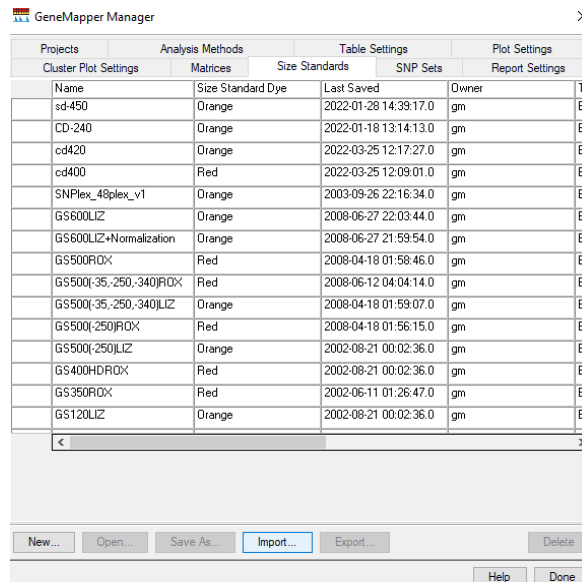 GeneMapper Manager
Projects Analysis Methods Table Settings Plot Settings
Cluster Plot Settings Matrices Size Standards SNP Sets Report Settings
Name Size Standard Dye Last Saved Owner
sd-450 Orange 2022-01-28 14:39:17.0 gm
CD-240 Orange 2022-01-18 13:14:13.0 gm
cd420 Orange 2022-03-25 12:17:27.0 gm
cd400 Red 2022-03-25 12:09:01.0 gm
SNPlex_48plex_v1 Orange 2003-09-26 22:16:34.0 gm
GS600LIZ Orange 2008-06-27 22:03:44.0 gm
GS600LIZ+Normalization Orange 2008-06-27 21:59:54.0 gm
GS500ROX Red 2008-04-18 01:58:46.0 gm
GS500(-35,-250,-340)ROX Red 2008-06-12 04:04:14.0 gm
GS500(-35,-250,-340)LIZ Orange 2008-04-18 01:59:07.0 gm
GS500(-250)ROX Red 2008-04-18 01:56:15.0 gm
GS500(-250)LIZ Orange 2002-08-21 00:02:36.0 gm
GS400HDROX Red 2002-08-21 00:02:36.0 gm
GS350ROX Red 2002-06-11 01:26:47.0 gm
GS120LIZ Orange 2002-08-21 00:02:36.0 gm
New... Open... Save As... Import... Export... Delete
Help Done